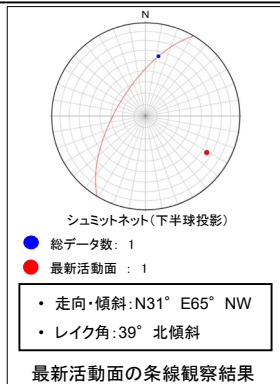 N
シュミットネット(下半球投影)
総データ数: 1
最新活動面 : 1
• 走向・傾斜:N31° E65° NW
• レイク角:39° 北傾斜
最新活動面の条線観察結果